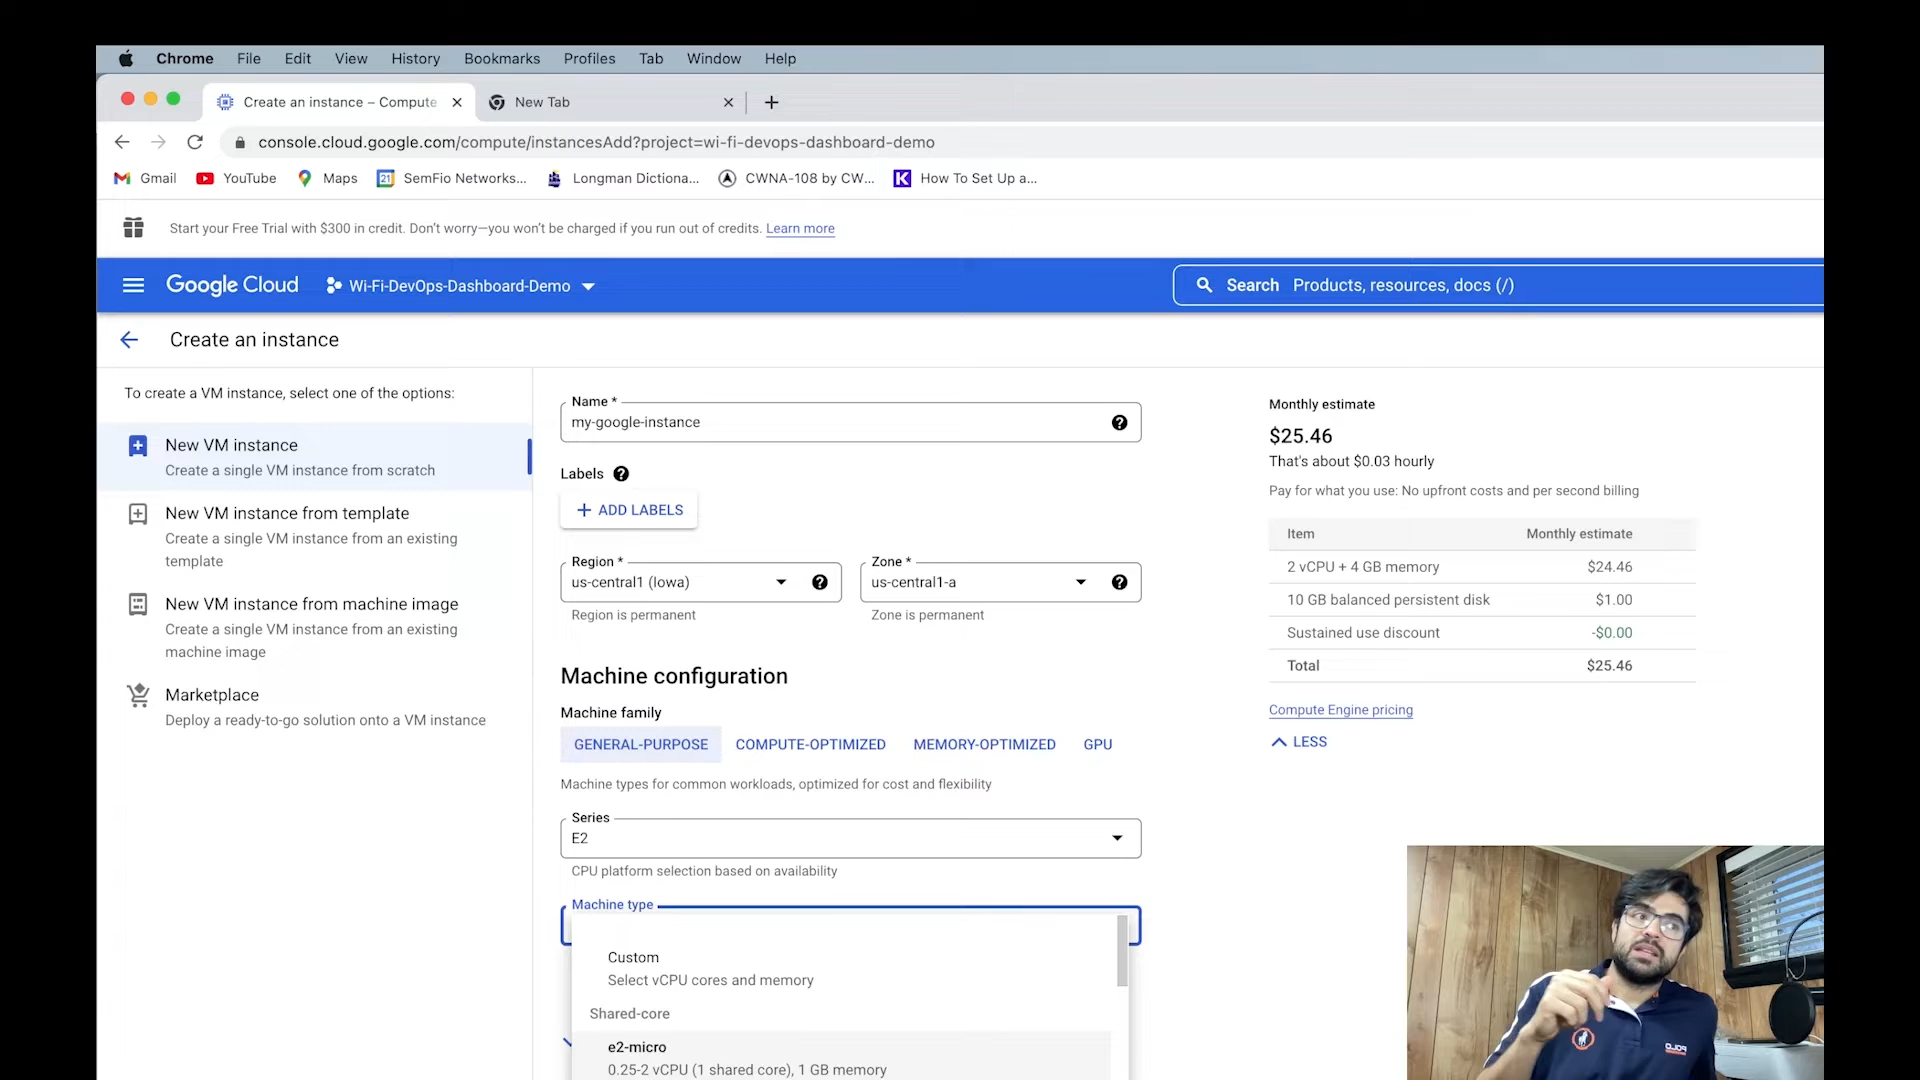 Chrome File Edit View History Bookmarks Profiles Tab Window Help
Create an instance – Compute
New Tab
console.cloud.google.com/compute/instancesAdd?project=wi-fi-devops-dashboard-demo
Gmail YouTube Maps SemFio Networks... Longman Dictiona... CWNA-108 by CW... How To Set Up a...
Start your Free Trial with $300 in credit. Don't worry—you won't be charged if you run out of credits. Learn more
Google Cloud Wi-Fi-DevOps-Dashboard-Demo Search Products, resources, docs (/)
Create an instance
To create a VM instance, select one of the options:
New VM instance
Create a single VM instance from scratch
New VM instance from template
Create a single VM instance from an existing
template
New VM instance from machine image
Create a single VM instance from an existing
machine image
Marketplace
Deploy a ready-to-go solution onto a VM instance
Name *
my-google-instance
Labels
+ ADD LABELS
Region *
us-central1 (Iowa)
Region is permanent
Zone *
us-central1-a
Zone is permanent
Machine configuration
Machine family
GENERAL-PURPOSE COMPUTE-OPTIMIZED MEMORY-OPTIMIZED GPU
Machine types for common workloads, optimized for cost and flexibility
Series
E2
CPU platform selection based on availability
Machine type
Custom
Select vCPU cores and memory
Shared-core
e2-micro
0.25-2 vCPU (1 shared core), 1 GB memory
Monthly estimate
$25.46
That's about $0.03 hourly
Pay for what you use: No upfront costs and per second billing
Item Monthly estimate
2 vCPU + 4 GB memory $24.46
10 GB balanced persistent disk $1.00
Sustained use discount -$0.00
Total $25.46
Compute Engine pricing
LESS
POLO